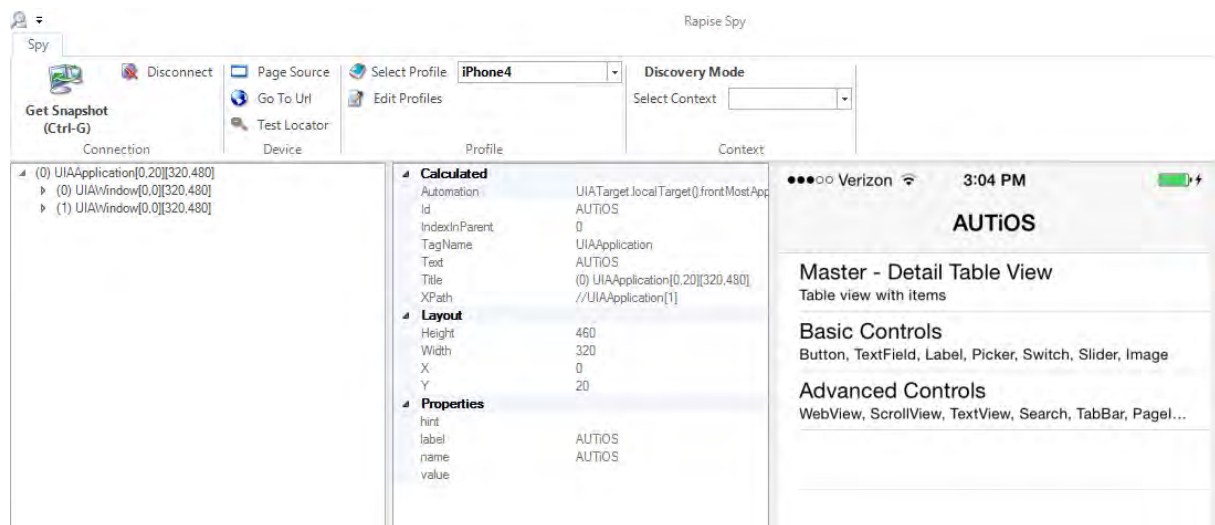 Rapise Spy
Spy
Get Snapshot
(Ctrl-G)
Disconnect
Connection
Page Source
Go To Url
Test Locator
Device
Select Profile iPhone4
Edit Profiles
Profile
Discovery Mode
Select Context
Context
(0) UIAApplication[0,20][320,480]
(0) UIAWindow[0,0][320,480]
(1) UIAWindow[0,0][320,480]
Calculated
Automation UIATarget.localTarget().frontMostApp
Id AUTiOS
IndexInParent 0
TagName UIAApplication
Text AUTiOS
Title (0) UIAApplication[0,20][320,480]
XPath //UIAApplication[1]
Layout
Height 460
Width 320
X 0
Y 20
Properties
hint
label AUTiOS
name AUTiOS
value
Verizon 3:04 PM
AUTiOS
Master - Detail Table View
Table view with items
Basic Controls
Button, TextField, Label, Picker, Switch, Slider, Image
Advanced Controls
WebView, ScrollView, TextView, Search, TabBar, PageI...